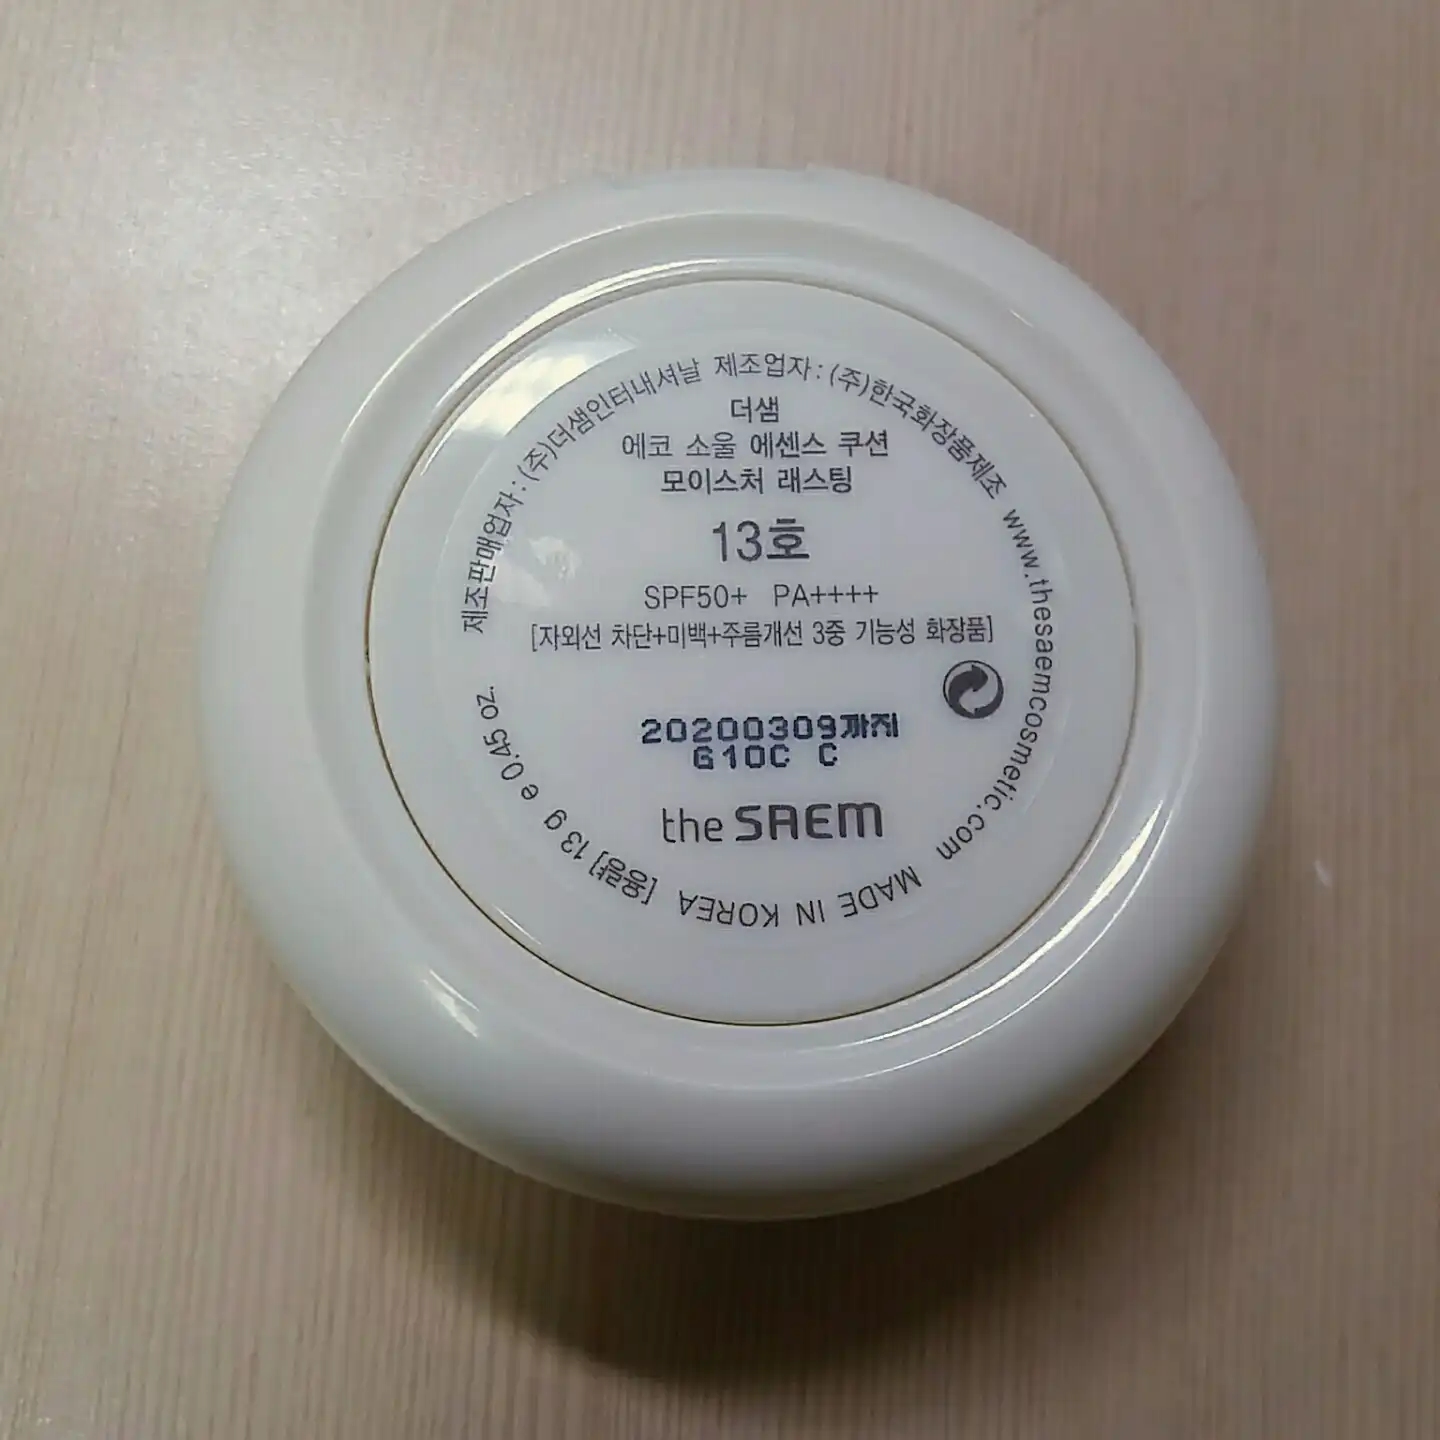 제조판매업자 : (주)더샘인터내셔날 제조업자 : (주)한국화장품제조 www.thesaemcosmetic.com MADE IN KOREA [용량] 13 g e 0.45 oz.
더샘
에코 소울 에센스 쿠션
모이스처 래스팅
13호
SPF50+ PA++++
[자외선 차단+미백+주름개선 3중 기능성 화장품]
20200309까지
G10C C
the SAEM